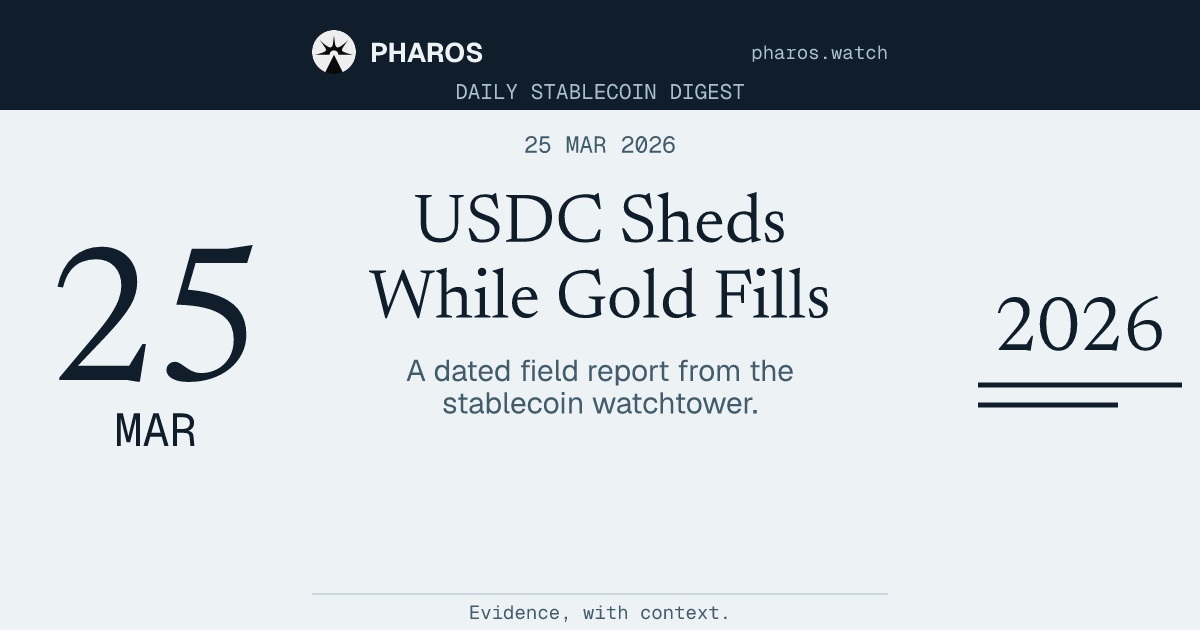 PHAROS
pharos.watch
DAILY STABLECOIN DIGEST
25 MAR 2026
USDC Sheds
While Gold Fills
A dated field report from the
stablecoin watchtower.
25
MAR
2026
Evidence, with context.